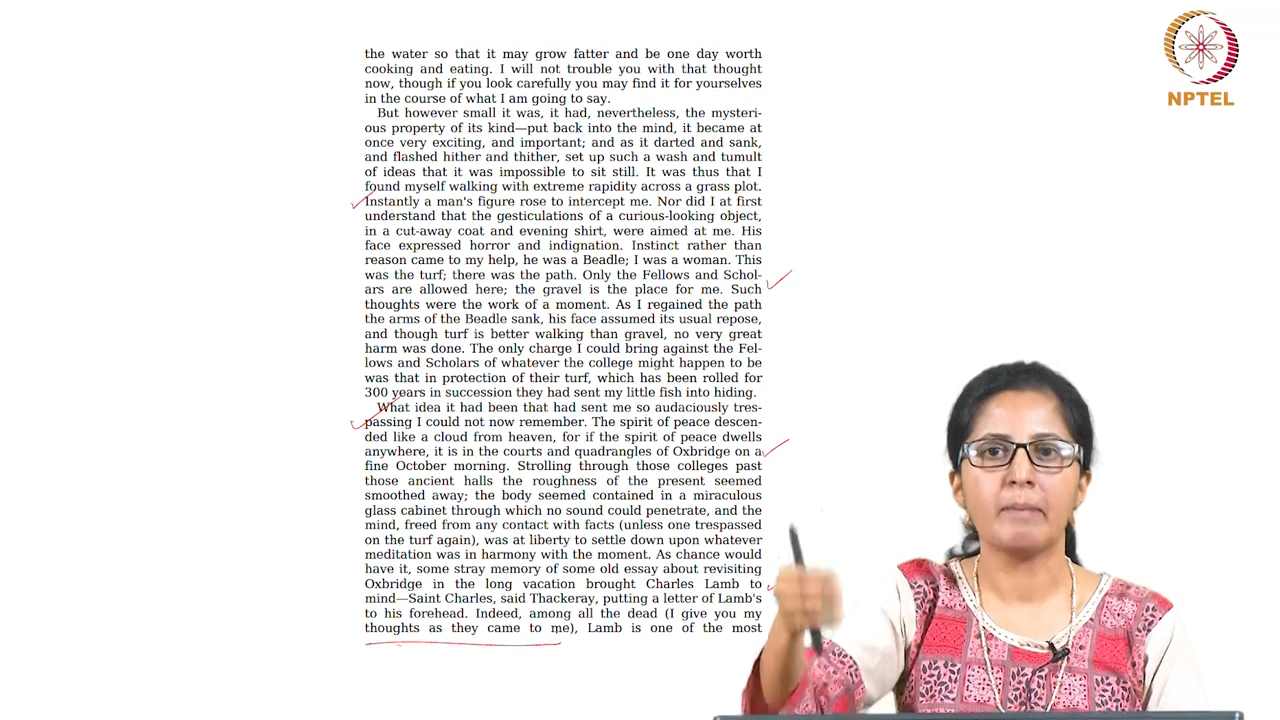 the water so that it may grow fatter and be one day worth
cooking and eating. I will not trouble you with that thought
now, though if you look carefully you may find it for yourselves
in the course of what I am going to say.
But however small it was, it had, nevertheless, the mysteri-
ous property of its kind—put back into the mind, it became at
once very exciting, and important; and as it darted and sank,
and flashed hither and thither, set up such a wash and tumult
of ideas that it was impossible to sit still. It was thus that I
found myself walking with extreme rapidity across a grass plot.
Instantly a man's figure rose to intercept me. Nor did I at first
understand that the gesticulations of a curious-looking object,
in a cut-away coat and evening shirt, were aimed at me. His
face expressed horror and indignation. Instinct rather than
reason came to my help, he was a Beadle; I was a woman. This
was the turf; there was the path. Only the Fellows and Schol-
ars are allowed here; the gravel is the place for me. Such
thoughts were the work of a moment. As I regained the path
the arms of the Beadle sank, his face assumed its usual repose,
and though turf is better walking than gravel, no very great
harm was done. The only charge I could bring against the Fel-
lows and Scholars of whatever the college might happen to be
was that in protection of their turf, which has been rolled for
300 years in succession they had sent my little fish into hiding.
What idea it had been that had sent me so audaciously tres-
passing I could not now remember. The spirit of peace descen-
ded like a cloud from heaven, for if the spirit of peace dwells
anywhere, it is in the courts and quadrangles of Oxbridge on a
fine October morning. Strolling through those colleges past
those ancient halls the roughness of the present seemed
smoothed away; the body seemed contained in a miraculous
glass cabinet through which no sound could penetrate, and the
mind, freed from any contact with facts (unless one trespassed
on the turf again), was at liberty to settle down upon whatever
meditation was in harmony with the moment. As chance would
have it, some stray memory of some old essay about revisiting
Oxbridge in the long vacation brought Charles Lamb to
mind—Saint Charles, said Thackeray, putting a letter of Lamb's
to his forehead. Indeed, among all the dead (I give you my
thoughts as they came to me), Lamb is one of the most
NPTEL